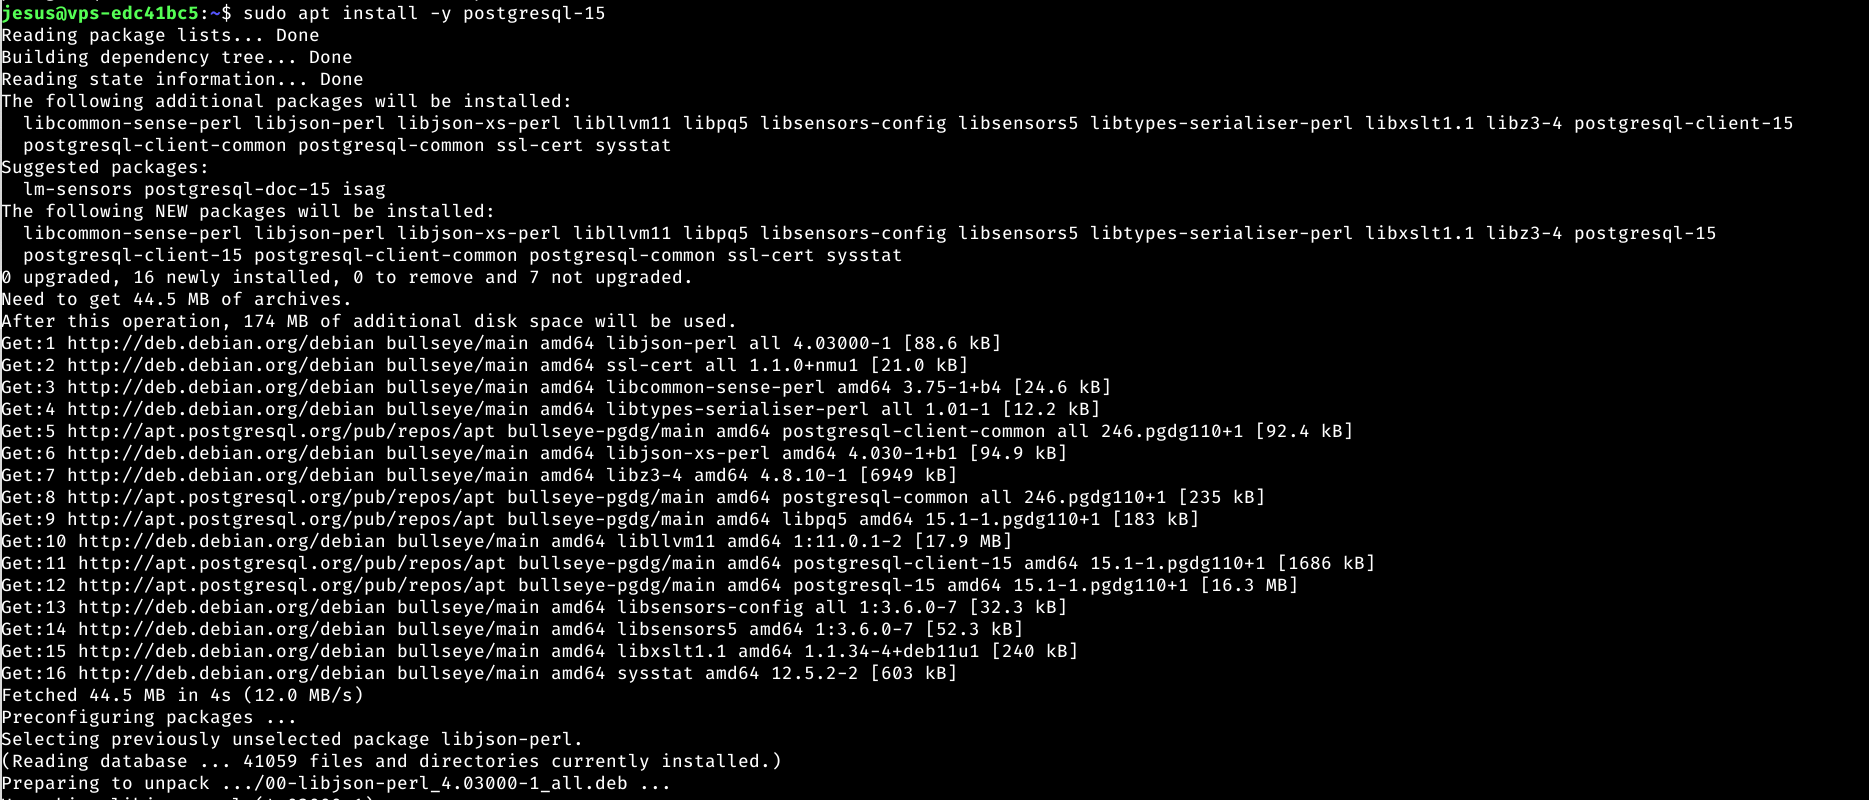 jesus@vps-edc41bc5:~$ sudo apt install -y postgresql-15
Reading package lists... Done
Building dependency tree... Done
Reading state information... Done
The following additional packages will be installed:
  libcommon-sense-perl libjson-perl libjson-xs-perl libllvm11 libpq5 libsensors-config libsensors5 libtypes-serialiser-perl libxslt1.1 libz3-4 postgresql-client-15
  postgresql-client-common postgresql-common ssl-cert sysstat
Suggested packages:
  lm-sensors postgresql-doc-15 isag
The following NEW packages will be installed:
  libcommon-sense-perl libjson-perl libjson-xs-perl libllvm11 libpq5 libsensors-config libsensors5 libtypes-serialiser-perl libxslt1.1 libz3-4 postgresql-15
  postgresql-client-15 postgresql-client-common postgresql-common ssl-cert sysstat
0 upgraded, 16 newly installed, 0 to remove and 7 not upgraded.
Need to get 44.5 MB of archives.
After this operation, 174 MB of additional disk space will be used.
Get:1 http://deb.debian.org/debian bullseye/main amd64 libjson-perl all 4.03000-1 [88.6 kB]
Get:2 http://deb.debian.org/debian bullseye/main amd64 ssl-cert all 1.1.0+nmu1 [21.0 kB]
Get:3 http://deb.debian.org/debian bullseye/main amd64 libcommon-sense-perl amd64 3.75-1+b4 [24.6 kB]
Get:4 http://deb.debian.org/debian bullseye/main amd64 libtypes-serialiser-perl all 1.01-1 [12.2 kB]
Get:5 http://apt.postgresql.org/pub/repos/apt bullseye-pgdg/main amd64 postgresql-client-common all 246.pgdg110+1 [92.4 kB]
Get:6 http://deb.debian.org/debian bullseye/main amd64 libjson-xs-perl amd64 4.030-1+b1 [94.9 kB]
Get:7 http://deb.debian.org/debian bullseye/main amd64 libz3-4 amd64 4.8.10-1 [6949 kB]
Get:8 http://apt.postgresql.org/pub/repos/apt bullseye-pgdg/main amd64 postgresql-common all 246.pgdg110+1 [235 kB]
Get:9 http://apt.postgresql.org/pub/repos/apt bullseye-pgdg/main amd64 libpq5 amd64 15.1-1.pgdg110+1 [183 kB]
Get:10 http://deb.debian.org/debian bullseye/main amd64 libllvm11 amd64 1:11.0.1-2 [17.9 MB]
Get:11 http://apt.postgresql.org/pub/repos/apt bullseye-pgdg/main amd64 postgresql-client-15 amd64 15.1-1.pgdg110+1 [1686 kB]
Get:12 http://apt.postgresql.org/pub/repos/apt bullseye-pgdg/main amd64 postgresql-15 amd64 15.1-1.pgdg110+1 [16.3 MB]
Get:13 http://deb.debian.org/debian bullseye/main amd64 libsensors-config all 1:3.6.0-7 [32.3 kB]
Get:14 http://deb.debian.org/debian bullseye/main amd64 libsensors5 amd64 1:3.6.0-7 [52.3 kB]
Get:15 http://deb.debian.org/debian bullseye/main amd64 libxslt1.1 amd64 1.1.34-4+deb11u1 [240 kB]
Get:16 http://deb.debian.org/debian bullseye/main amd64 sysstat amd64 12.5.2-2 [603 kB]
Fetched 44.5 MB in 4s (12.0 MB/s)
Preconfiguring packages ...
Selecting previously unselected package libjson-perl.
(Reading database ... 41059 files and directories currently installed.)
Preparing to unpack .../00-libjson-perl_4.03000-1_all.deb ...